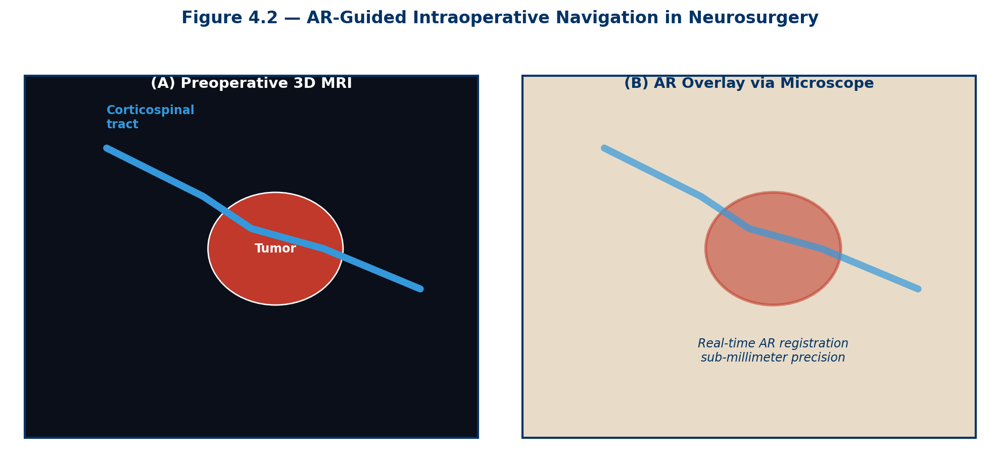 Figure 4.2 — AR-Guided Intraoperative Navigation in Neurosurgery
(A) Preoperative 3D MRI
Corticospinal
tract
Tumor
(B) AR Overlay via Microscope
Real-time AR registration
sub-millimeter precision